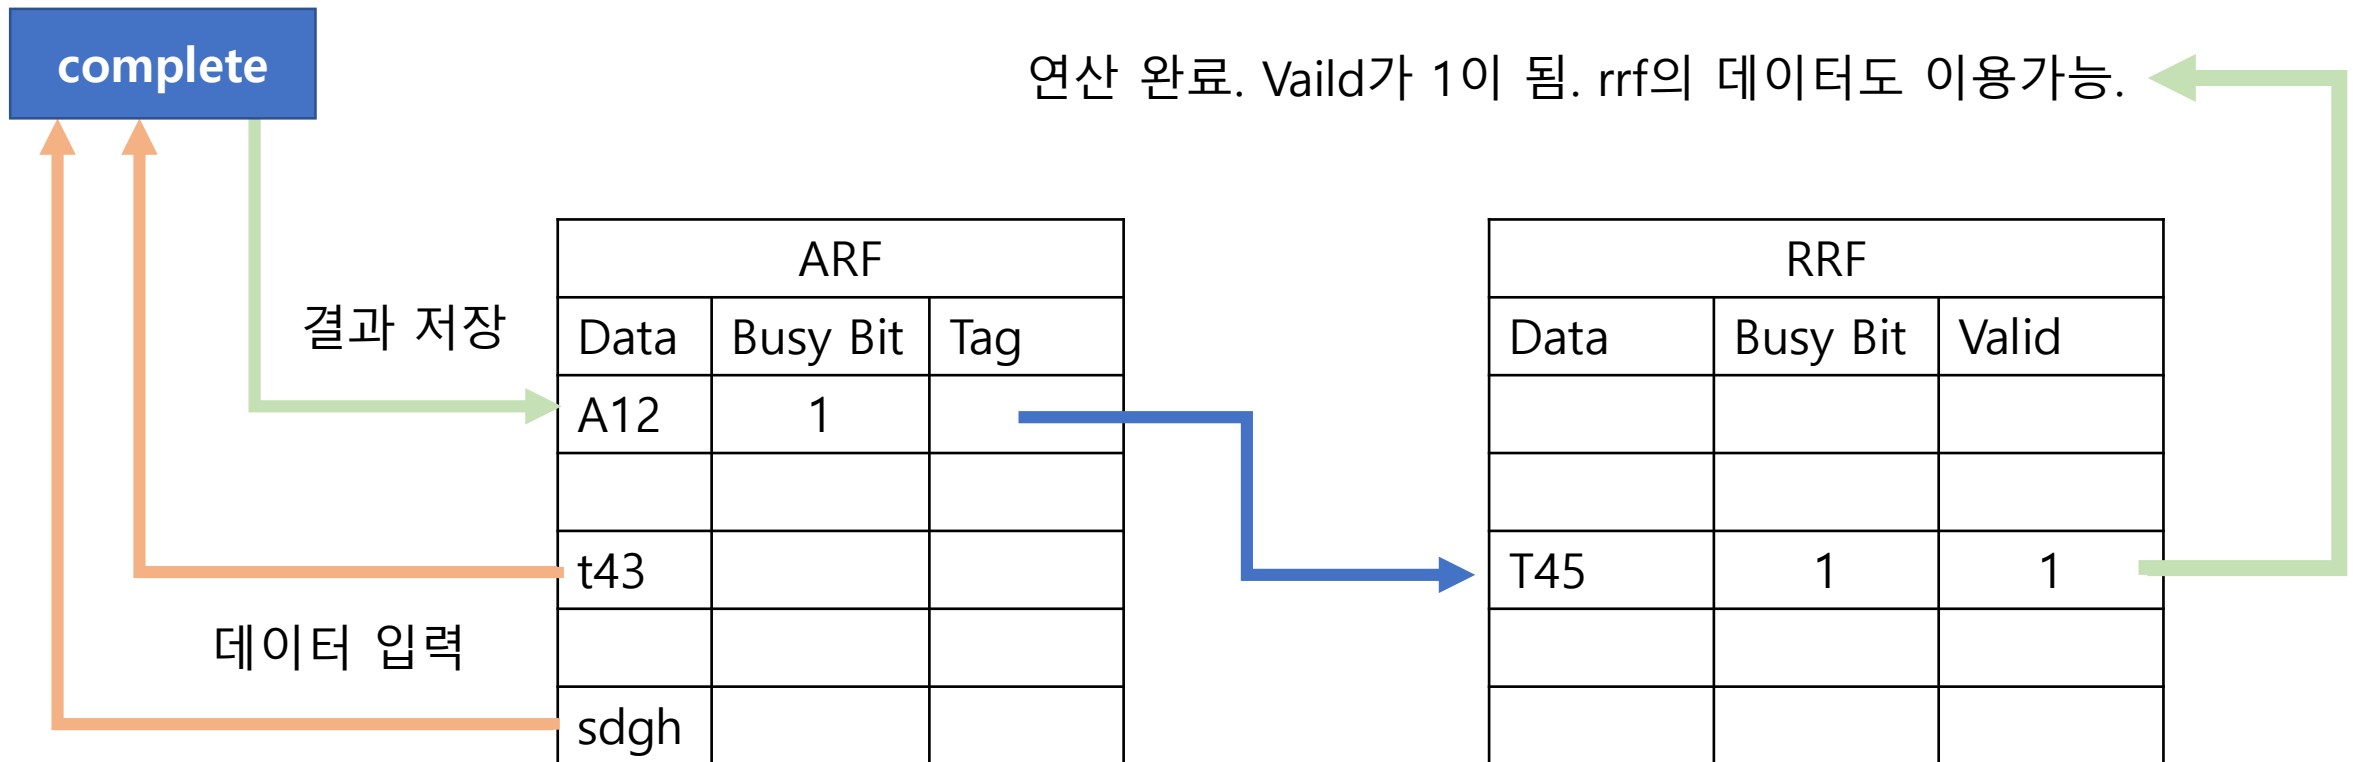 complete
연산 완료. Vaild가 1이 됨. rrf의 데이터도 이용가능.
결과 저장
데이터 입력
ARF
Data Busy Bit Tag
A12 1
t43
sdgh
RRF
Data Busy Bit Valid
T45 1 1